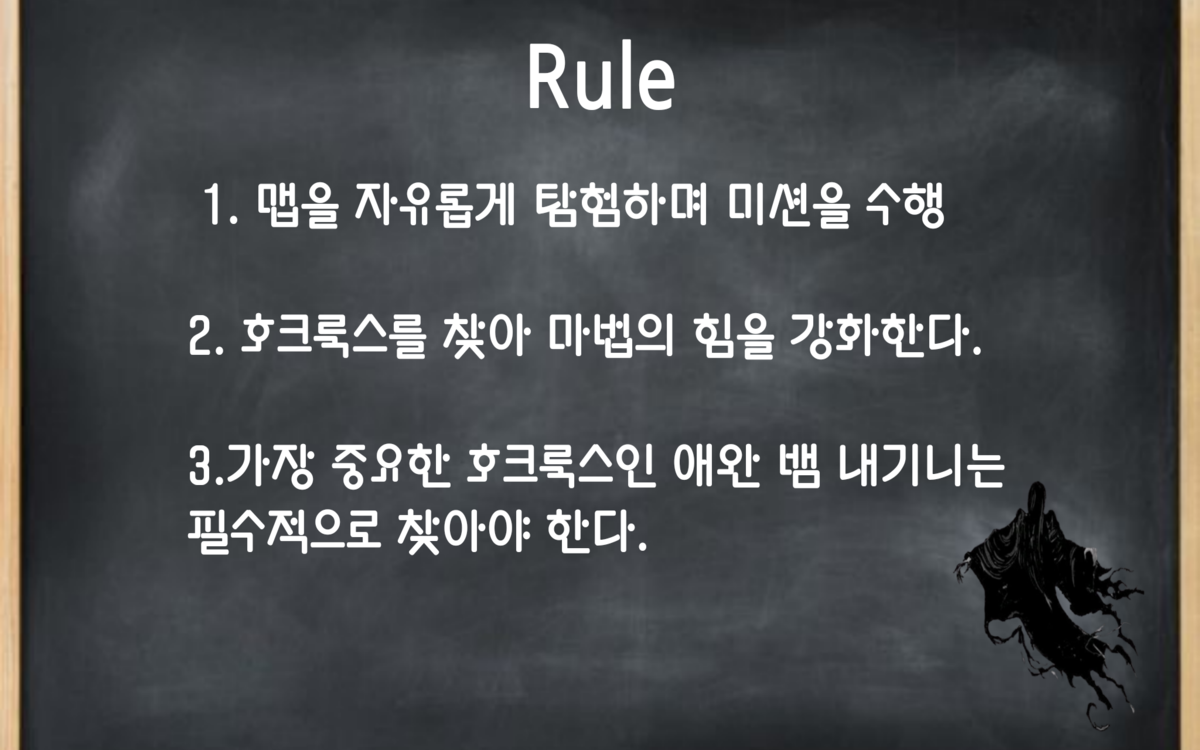 Rule
1. 맵을 자유롭게 탐험하며 미션을 수행
2. 호크룩스를 찾아 마법의 힘을 강화한다.
3.가장 중요한 호크룩스인 애완 뱀 내기니는
필수적으로 찾아야 한다.